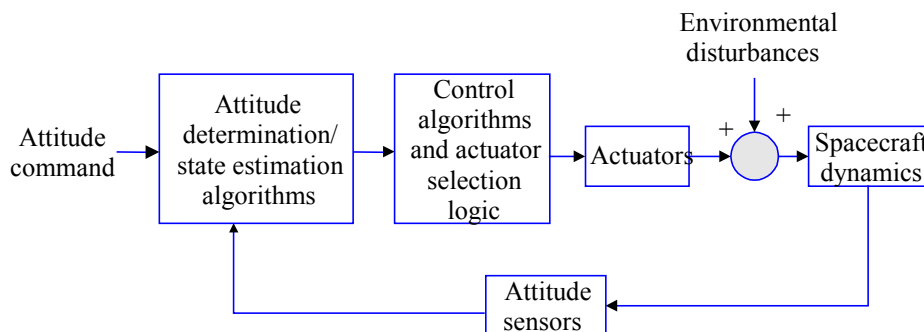 Environmental
disturbances
Attitude
command
Attitude
determination/
state estimation
algorithms
Control
algorithms
and actuator
selection
logic
Actuators
+
+
Spacecraft
dynamics
Attitude
sensors